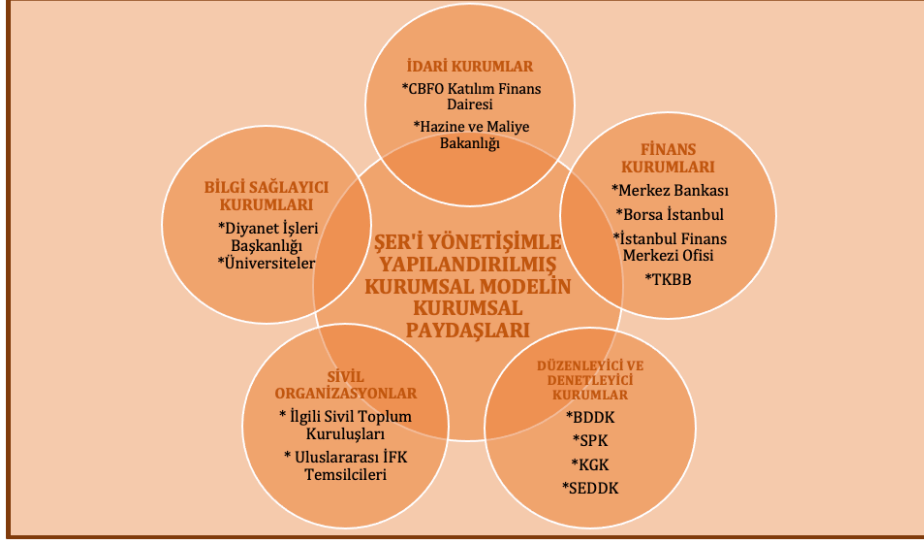 İDARİ KURUMLAR
*CBFO Katılım Finans
Dairesi
*Hazine ve Maliye
Bakanlığı
FİNANS
KURUMLARI
*Merkez Bankası
*Borsa İstanbul
*İstanbul Finans
Merkezi Ofisi
*TKBB
BİLGİ SAĞLAYICI
KURUMLARI
*Diyanet İşleri
Başkanlığı
*Üniversiteler
ŞER'İ YÖNETİŞİMLE
YAPILANDIRILMIŞ
KURUMSAL MODELİN
KURUMSAL
PAYDAŞLARI
SİVİL
ORGANİZASYONLAR
* İlgili Sivil Toplum
Kuruluşları
* Uluslararası İFK
Temsilcileri
DÜZENLEYİCİ VE
DENETLEYİCİ
KURUMLAR
*BDDK
*SPK
*KGK
*SEDDK